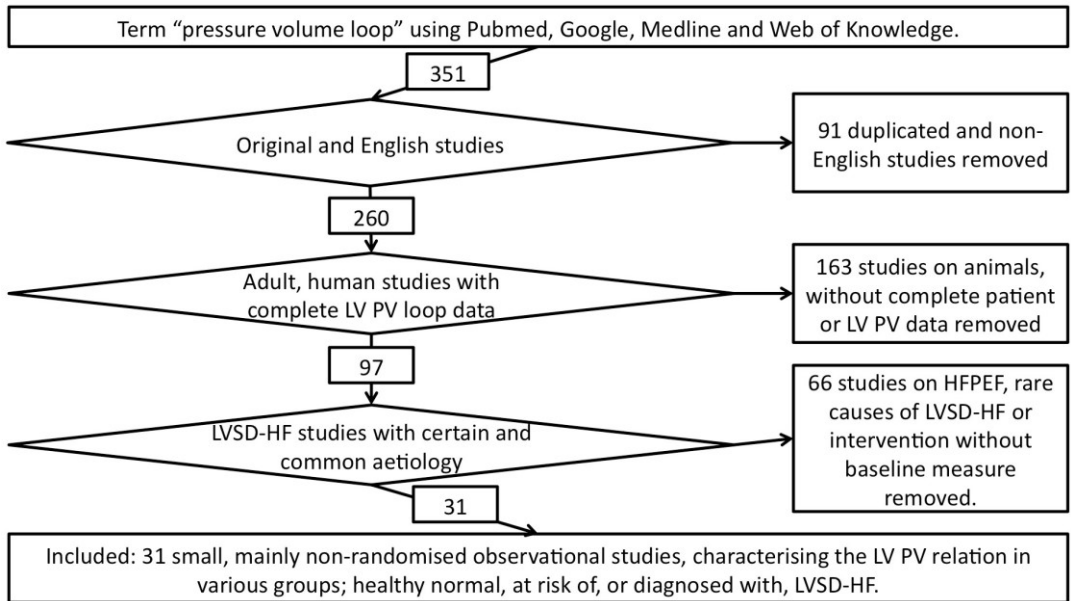 Term “pressure volume loop” using Pubmed, Google, Medline and Web of Knowledge.
351
Original and English studies
91 duplicated and non-
English studies removed
260
Adult, human studies with
complete LV PV loop data
163 studies on animals,
without complete patient
or LV PV data removed
97
LVSD-HF studies with certain and
common aetiology
66 studies on HFPEF, rare
causes of LVSD-HF or
intervention without
baseline measure
removed.
31
Included: 31 small, mainly non-randomised observational studies, characterising the LV PV relation in
various groups; healthy normal, at risk of, or diagnosed with, LVSD-HF.